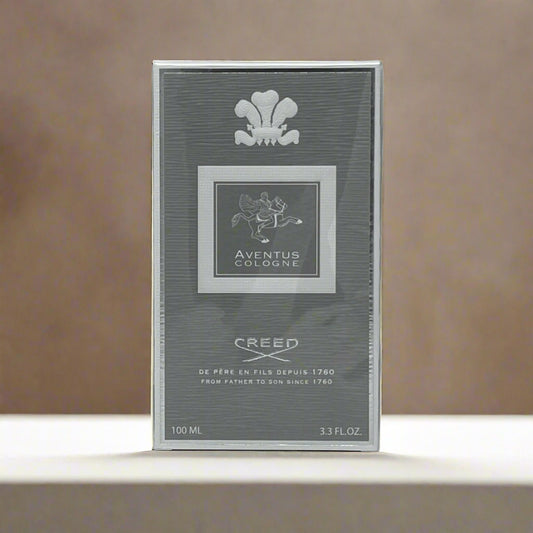 AVENTUS
COLOGNE
CREED
DE PÈRE EN FILS DEPUIS 1760
FROM FATHER TO SON SINCE 1760
100 ML 3.3 FL.OZ.